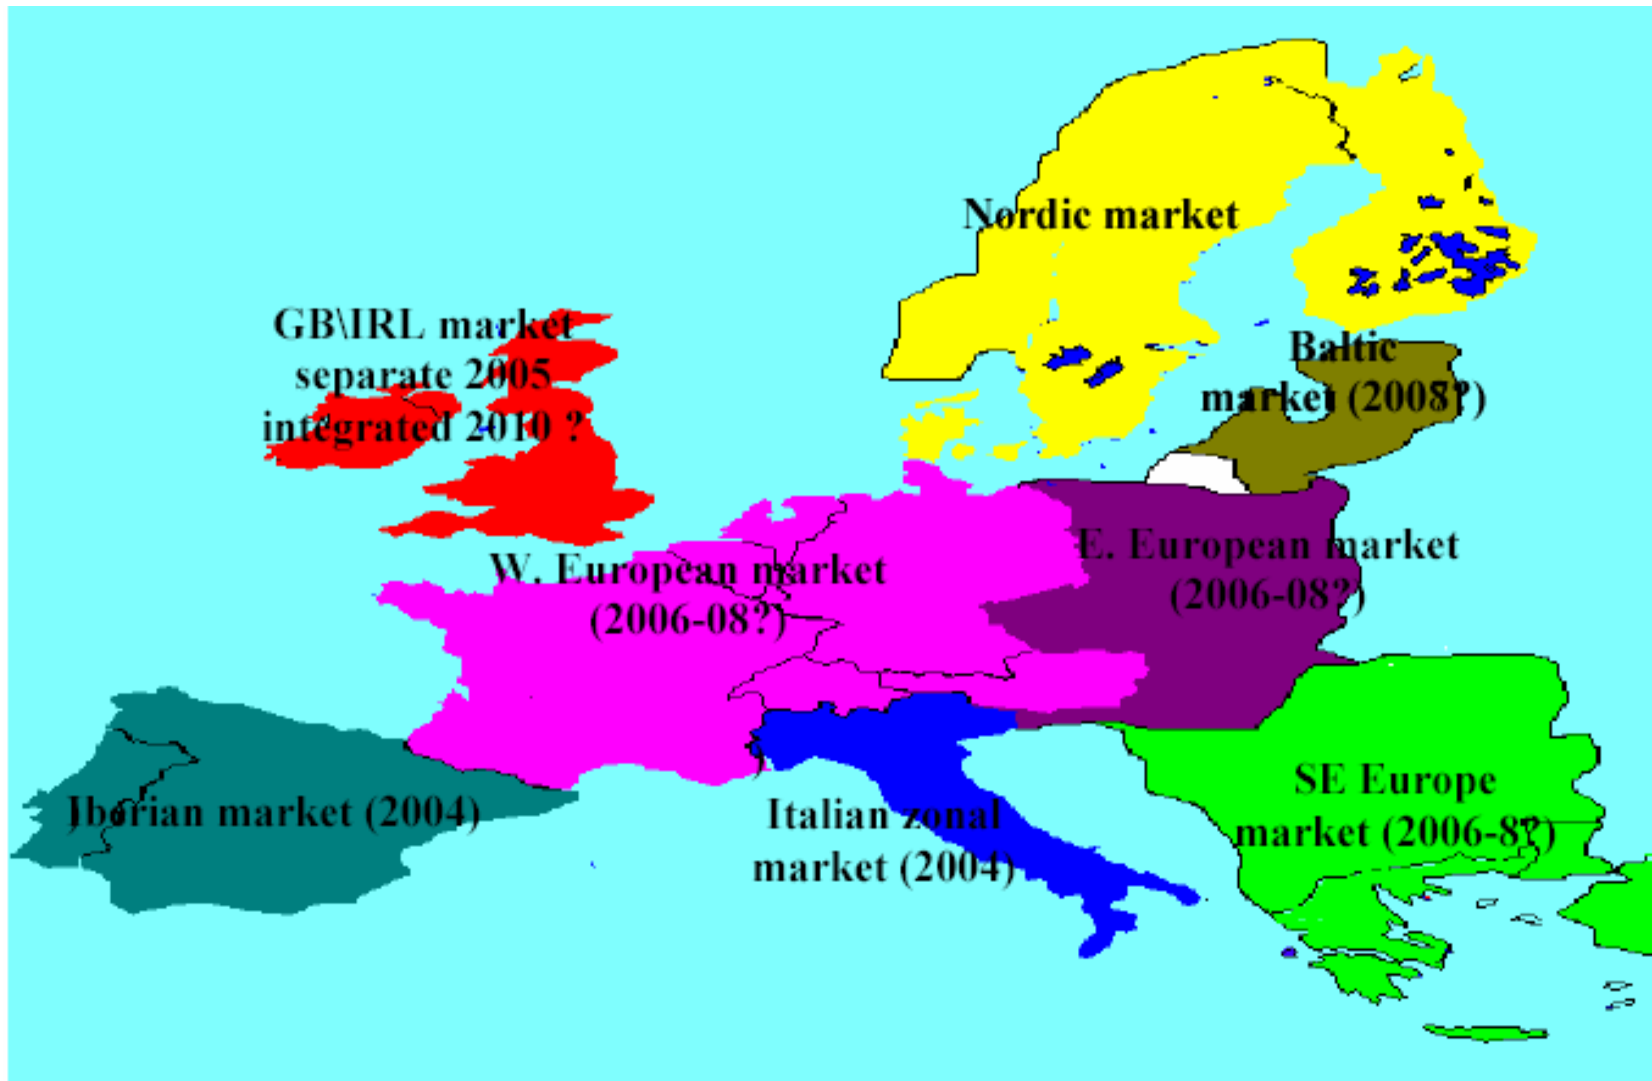 Nordic market
GB\IRL market
separate 2005
integrated 2010 ?
Baltic
market (2008?)
W. European market
(2006-08?)
E. European market
(2006-08?)
Iberian market (2004)
Italian zonal
market (2004)
SE Europe
market (2006-8?)